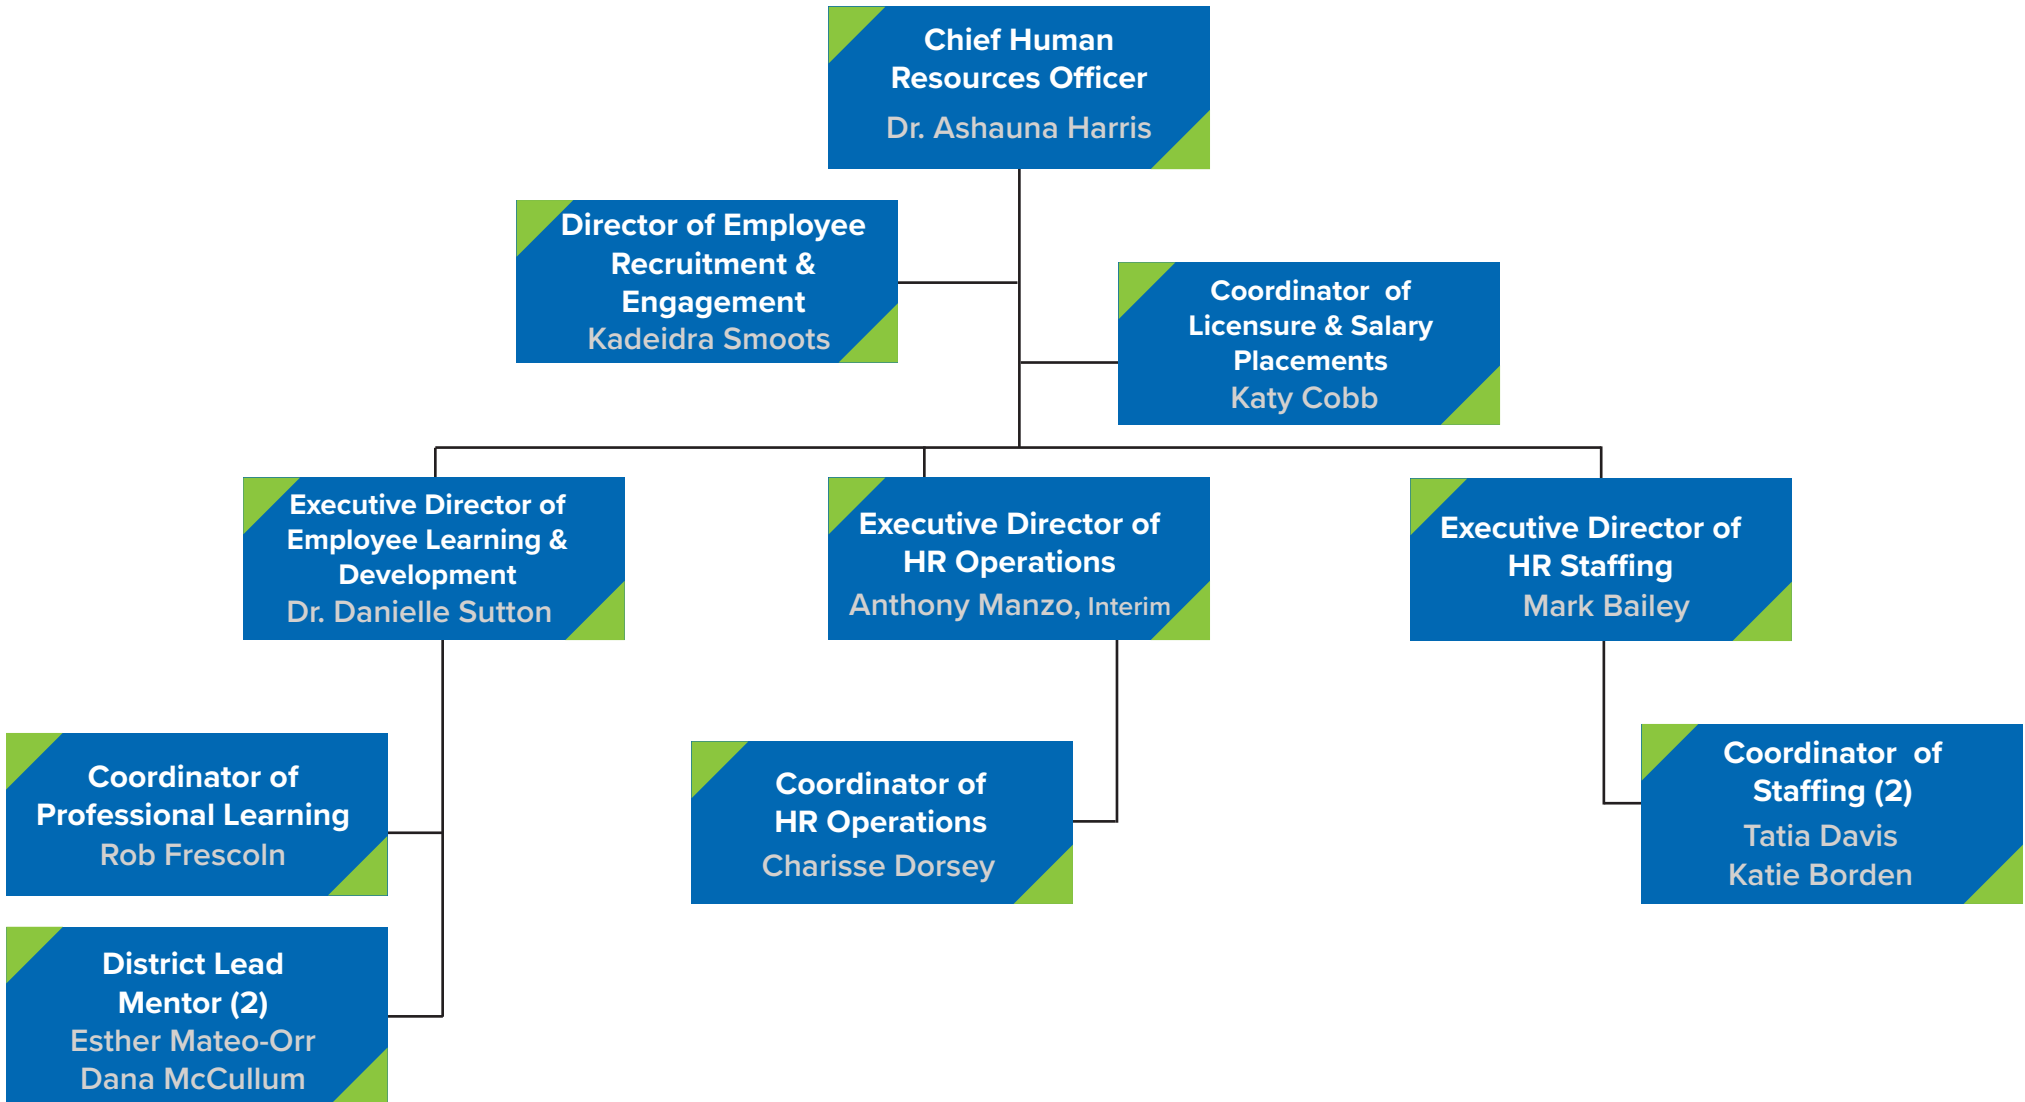 Chief Human
Resources Officer
Dr. Ashauna Harris
Director of Employee
Recruitment &
Engagement
Kadeidra Smoots
Coordinator of
Licensure & Salary
Placements
Katy Cobb
Executive Director of
Employee Learning &
Development
Dr. Danielle Sutton
Executive Director of
HR Operations
Anthony Manzo, Interim
Executive Director of
HR Staffing
Mark Bailey
Coordinator of
Professional Learning
Rob Frescoln
Coordinator of
HR Operations
Charisse Dorsey
Coordinator of
Staffing (2)
Tatia Davis
Katie Borden
District Lead
Mentor (2)
Esther Mateo-Orr
Dana McCullum